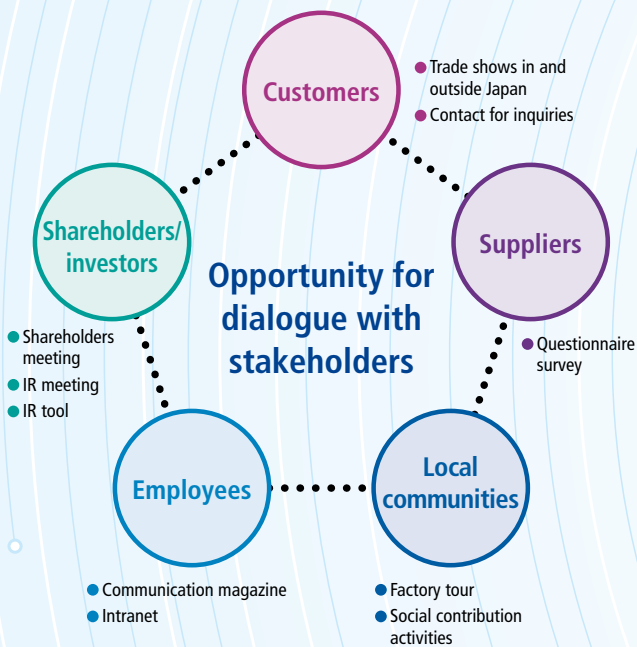 Customers
● Trade shows in and
outside Japan
● Contact for inquiries
Shareholders/
investors
Suppliers
Opportunity for
dialogue with
stakeholders
● Shareholders
meeting
● IR meeting
● IR tool
● Questionnaire
survey
Employees
Local
communities
● Communication magazine
● Intranet
● Factory tour
● Social contribution
activities